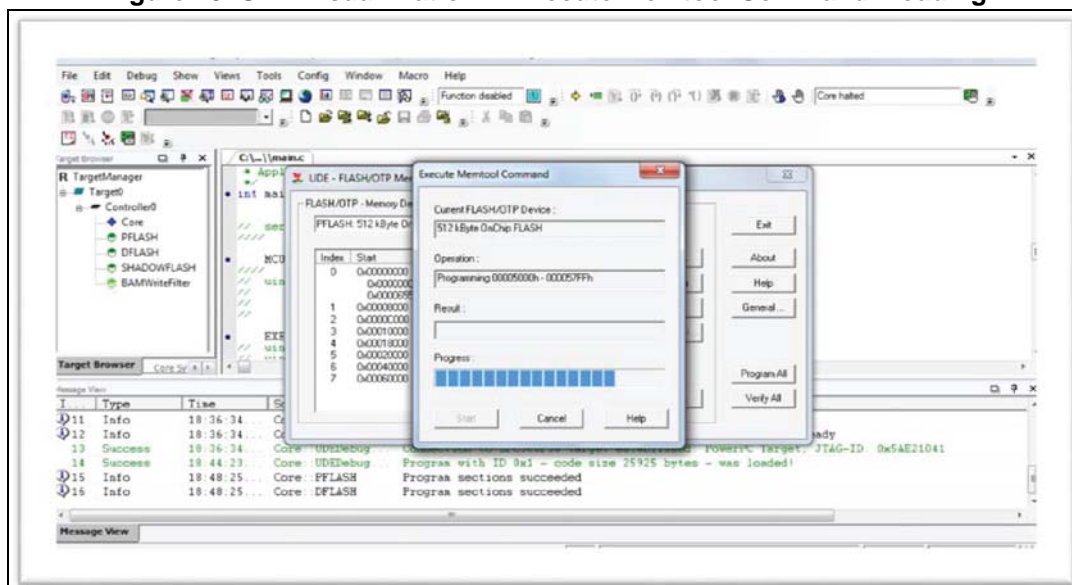 File Edit Debug Show Views Tools Config Window Macro Help
Function disabled
Core halted
Target Browser
C:\...\main.c
R TargetManager
Target0
Controller0
Core
PFLASH
DFLASH
SHADOWFLASH
BAMWriteFilter
Target Browser
int mai
MCU
EXE
UDE - FLASH/OTP Mem
FLASH/OTP - Memory De
PFLASH: 512 kByte On
Index Start
0 0x00000000
1 0x00008000
2 0x0000C000
3 0x00010000
4 0x00018000
5 0x00020000
6 0x00040000
7 0x00060000
Exit
About
Help
General ...
Program All
Verify All
Execute Memtool Command
Current FLASH/OTP Device :
512 kByte OnChip FLASH
Operation :
Programming 00005000h - 000057FFh
Result :
Progress :
Start Cancel Help
Message View
I... Type Time
11 Info 18:36:34
12 Info 18:36:34
13 Success 18:36:34 PowerPC Target, JTAG-ID: 0x5AE21041
14 Success 18:44:23... Core::UDEDebug... Program with ID 0x1 - code size 25925 bytes - was loaded!
15 Info 18:48:25... Core::PFLASH Program sections succeeded
16 Info 18:48:25... Core::DFLASH Program sections succeeded
Message View